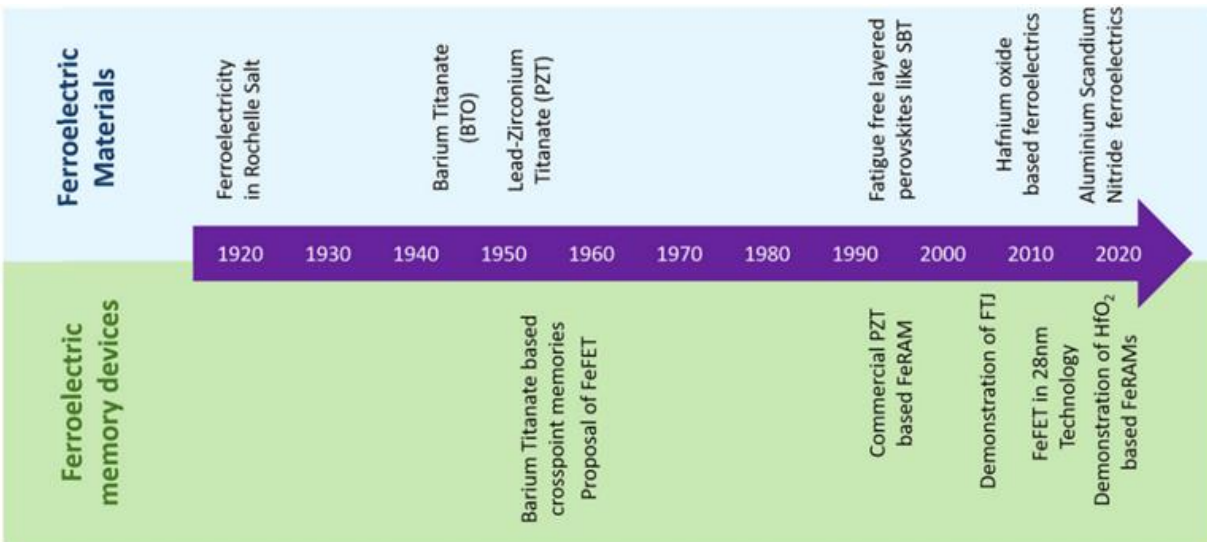 Ferroelectric
Materials
Ferroelectricity
in Rochelle Salt
Barium Titanate
(BTO)
Lead-Zirconium
Titanate (PZT)
Fatigue free layered
perovskites like SBT
Hafnium oxide
based ferroelectrics
Aluminium Scandium
Nitride ferroelectrics
1920 1930 1940 1950 1960 1970 1980 1990 2000 2010 2020
Ferroelectric
memory devices
Barium Titanate based
crosspoint memories
Proposal of FeFET
Commercial PZT
based FeRAM
Demonstration of FTJ
FeFET in 28nm
Technology
Demonstration of HfO₂
based FeRAMs